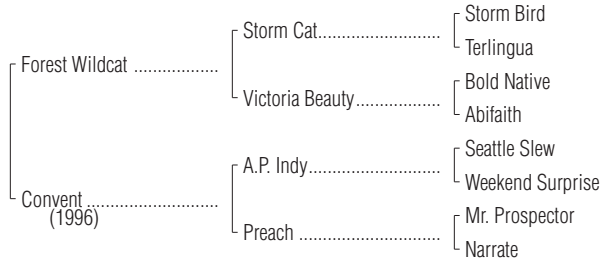 Storm Bird
Storm Cat..........................
Terlingua
Forest Wildcat ..................
Bold Native
Victoria Beauty..................
Abifaith
Seattle Slew
A.P. Indy............................
Weekend Surprise
Convent ............................
(1996)
Mr. Prospector
Preach ..............................
Narrate